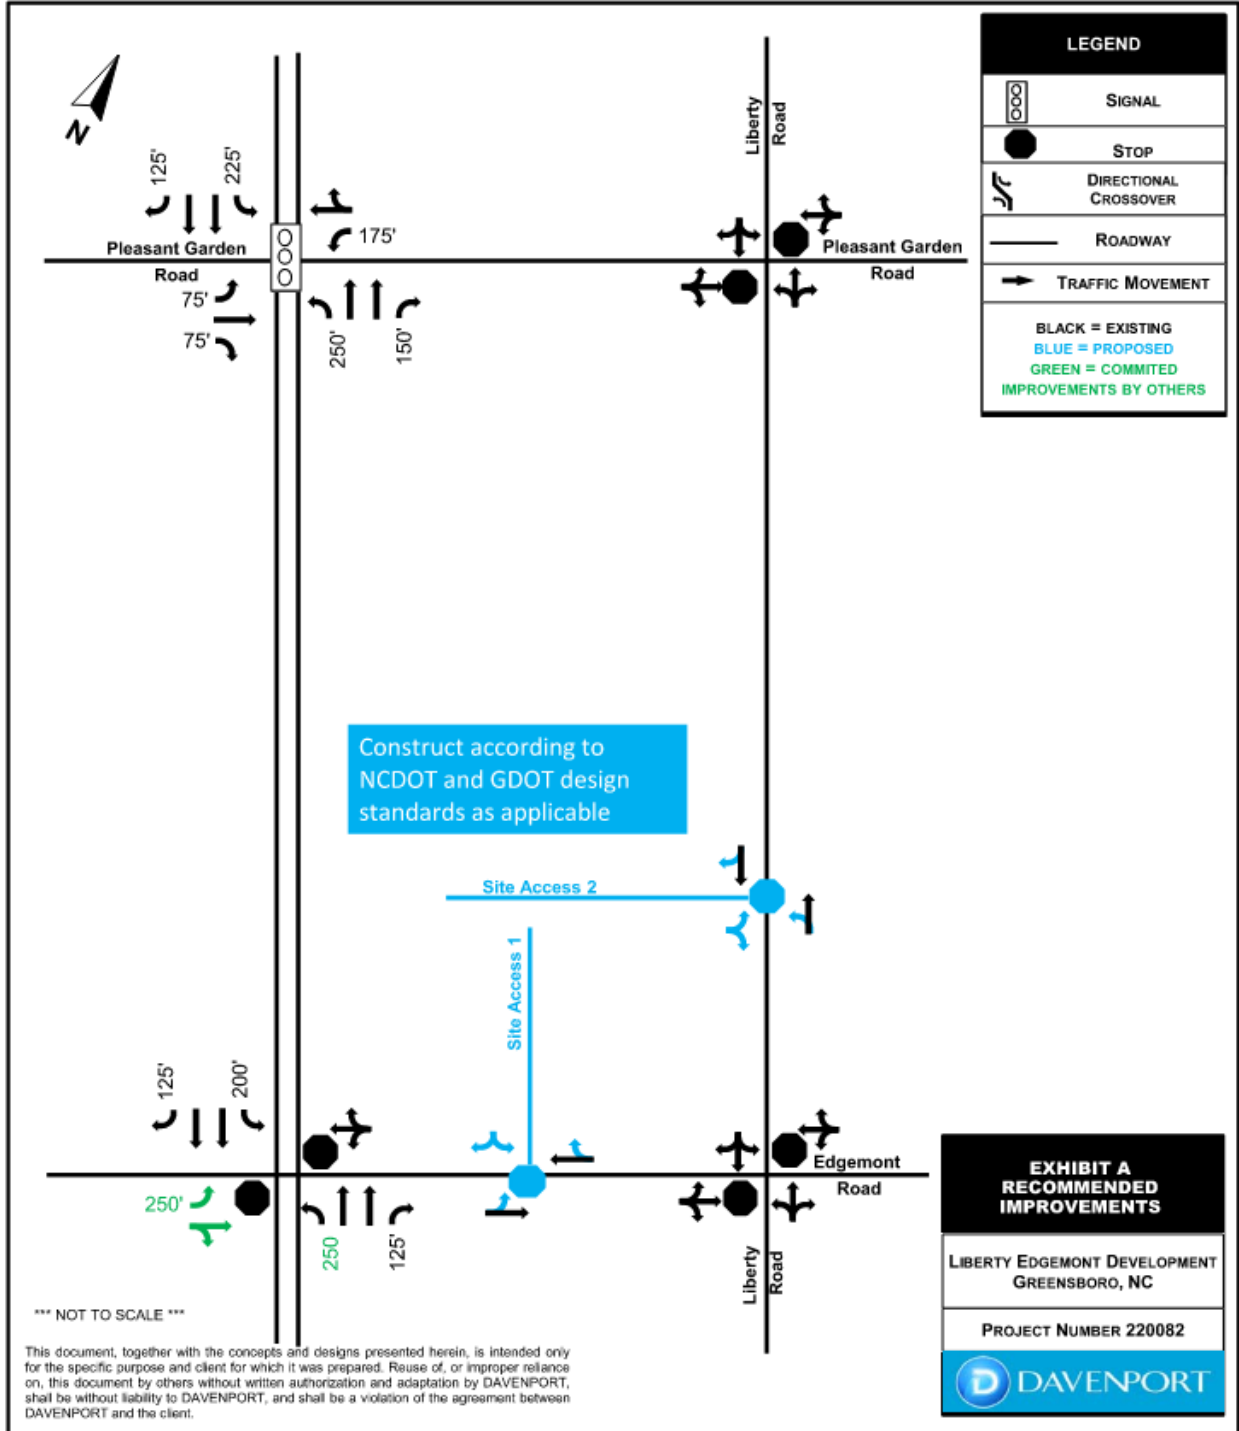 N
125'
225'
175'
Pleasant Garden
Road
75'
75'
250'
150'
Liberty
Road
Pleasant Garden
Road
LEGEND
SIGNAL
STOP
DIRECTIONAL
CROSSOVER
ROADWAY
TRAFFIC MOVEMENT
BLACK = EXISTING
BLUE = PROPOSED
GREEN = COMMITED
IMPROVEMENTS BY OTHERS
Construct according to
NCDOT and GDOT design
standards as applicable
Site Access 2
Site Access 1
125'
200'
250'
250
125'
Edgemont
Road
Liberty
Road
*** NOT TO SCALE ***
This document, together with the concepts and designs presented herein, is intended only
for the specific purpose and client for which it was prepared. Reuse of, or improper reliance
on, this document by others without written authorization and adaptation by DAVENPORT,
shall be without liability to DAVENPORT, and shall be a violation of the agreement between
DAVENPORT and the client.
EXHIBIT A
RECOMMENDED
IMPROVEMENTS
LIBERTY EDGEMONT DEVELOPMENT
GREENSBORO, NC
PROJECT NUMBER 220082
D DAVENPORT